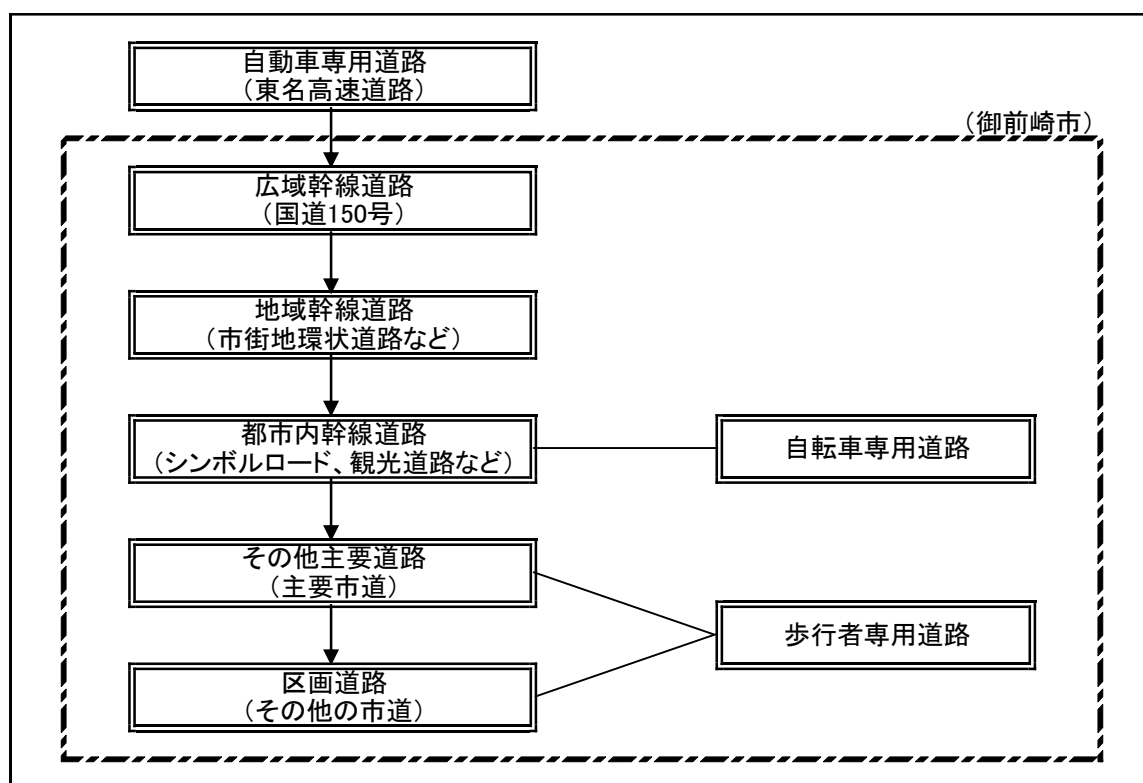 自動車専用道路
（東名高速道路）
（御前崎市）
広域幹線道路
（国道150号）
地域幹線道路
（市街地環状道路など）
都市内幹線道路
（シンボルロード、観光道路など）
自転車専用道路
その他主要道路
（主要市道）
歩行者専用道路
区画道路
（その他の市道）